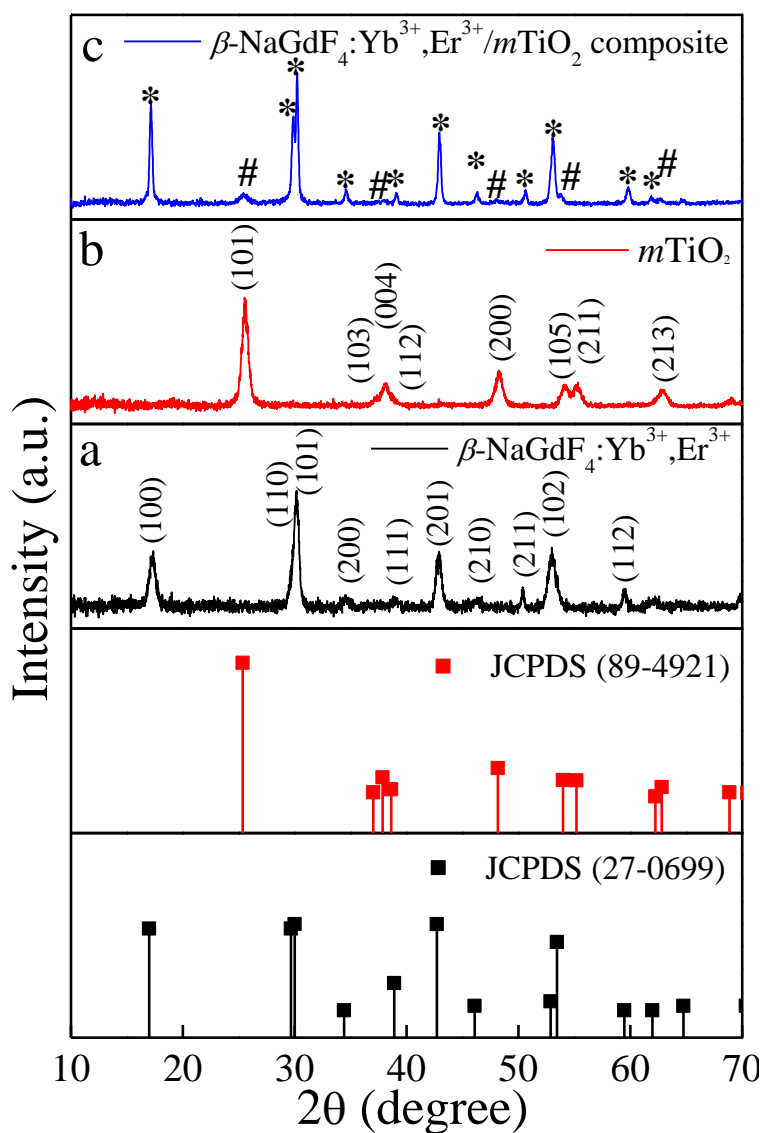 c
β-NaGdF₄:Yb³⁺,Er³⁺/mTiO₂ composite
* * * * * * * * * * *
# # # # #
b
mTiO₂
(101)
(103)
(004)
(112)
(200)
(105)
(211)
(213)
a
β-NaGdF₄:Yb³⁺,Er³⁺
(100)
(110)
(101)
(200)
(111)
(201)
(210)
(211)
(102)
(112)
JCPDS (89-4921)
JCPDS (27-0699)
Intensity (a.u.)
10 20 30 40 50 60 70
2θ (degree)